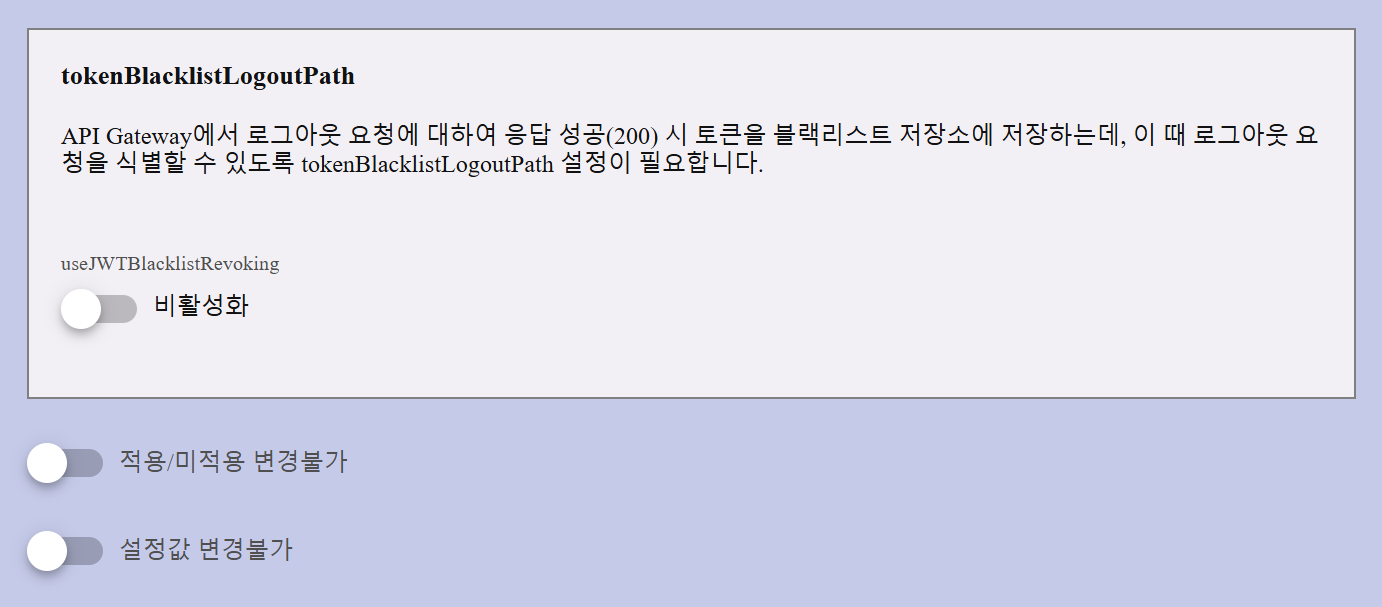 tokenBlacklistLogoutPath
API Gateway에서 로그아웃 요청에 대하여 응답 성공(200) 시 토큰을 블랙리스트 저장소에 저장하는데, 이 때 로그아웃 요
청을 식별할 수 있도록 tokenBlacklistLogoutPath 설정이 필요합니다.
useJWTBlacklistRevoking
비활성화
적용/미적용 변경불가
설정값 변경불가